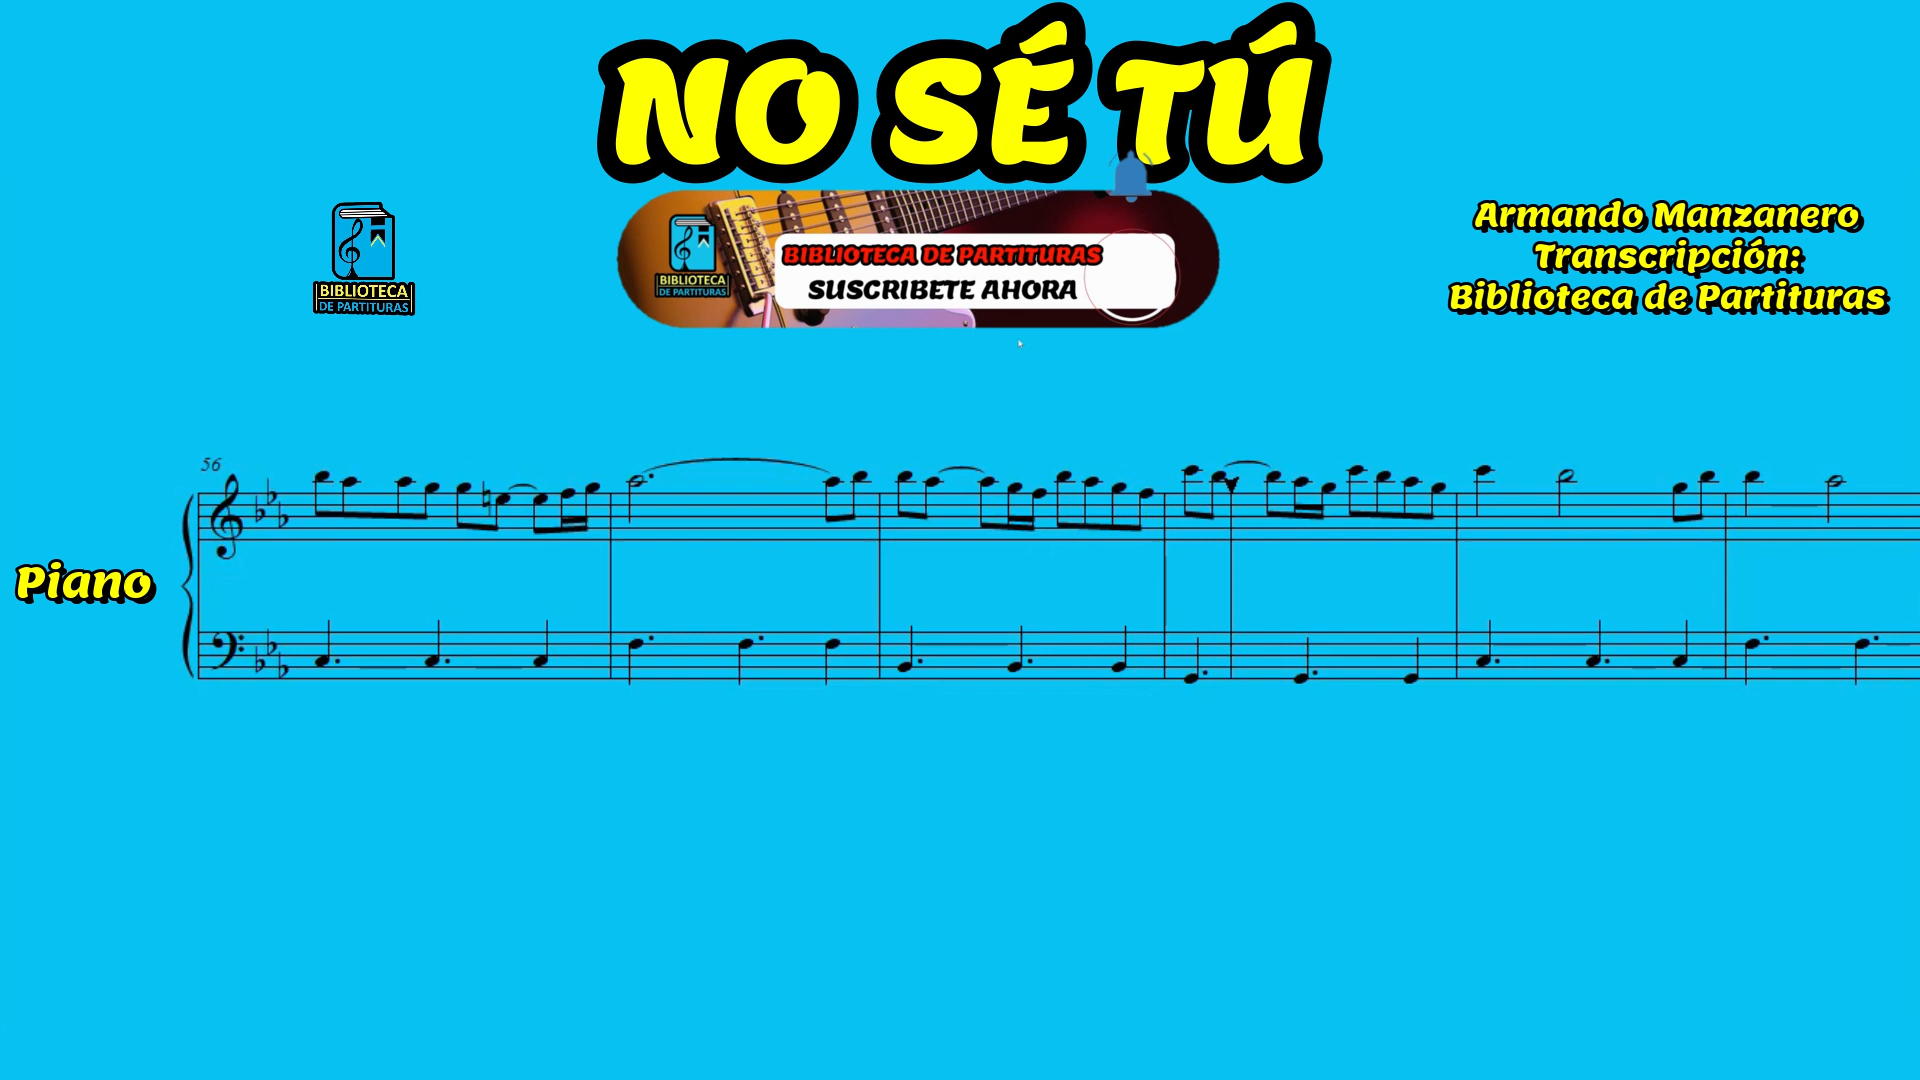 NO SÉ TÚ
BIBLIOTECA
DE PARTITURAS
BIBLIOTECA
DE PARTITURAS
BIBLIOTECA DE PARTITURAS
SUSCRIBETE AHORA
Armando Manzanero
Transcripción:
Biblioteca de Partituras
56
Piano